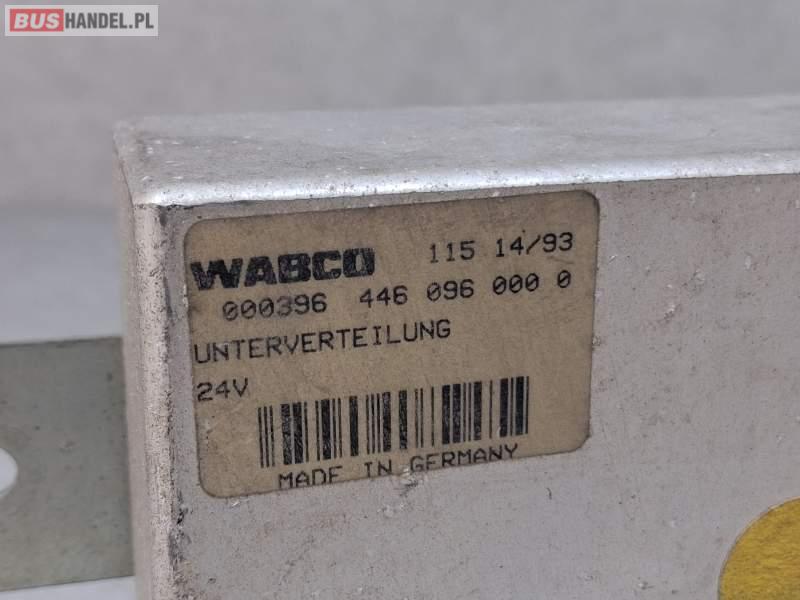 BUSHANDEL.PL
WABCO 115 14/93
000396 446 096 000 0
UNTERVERTEILUNG
24V
MADE IN GERMANY